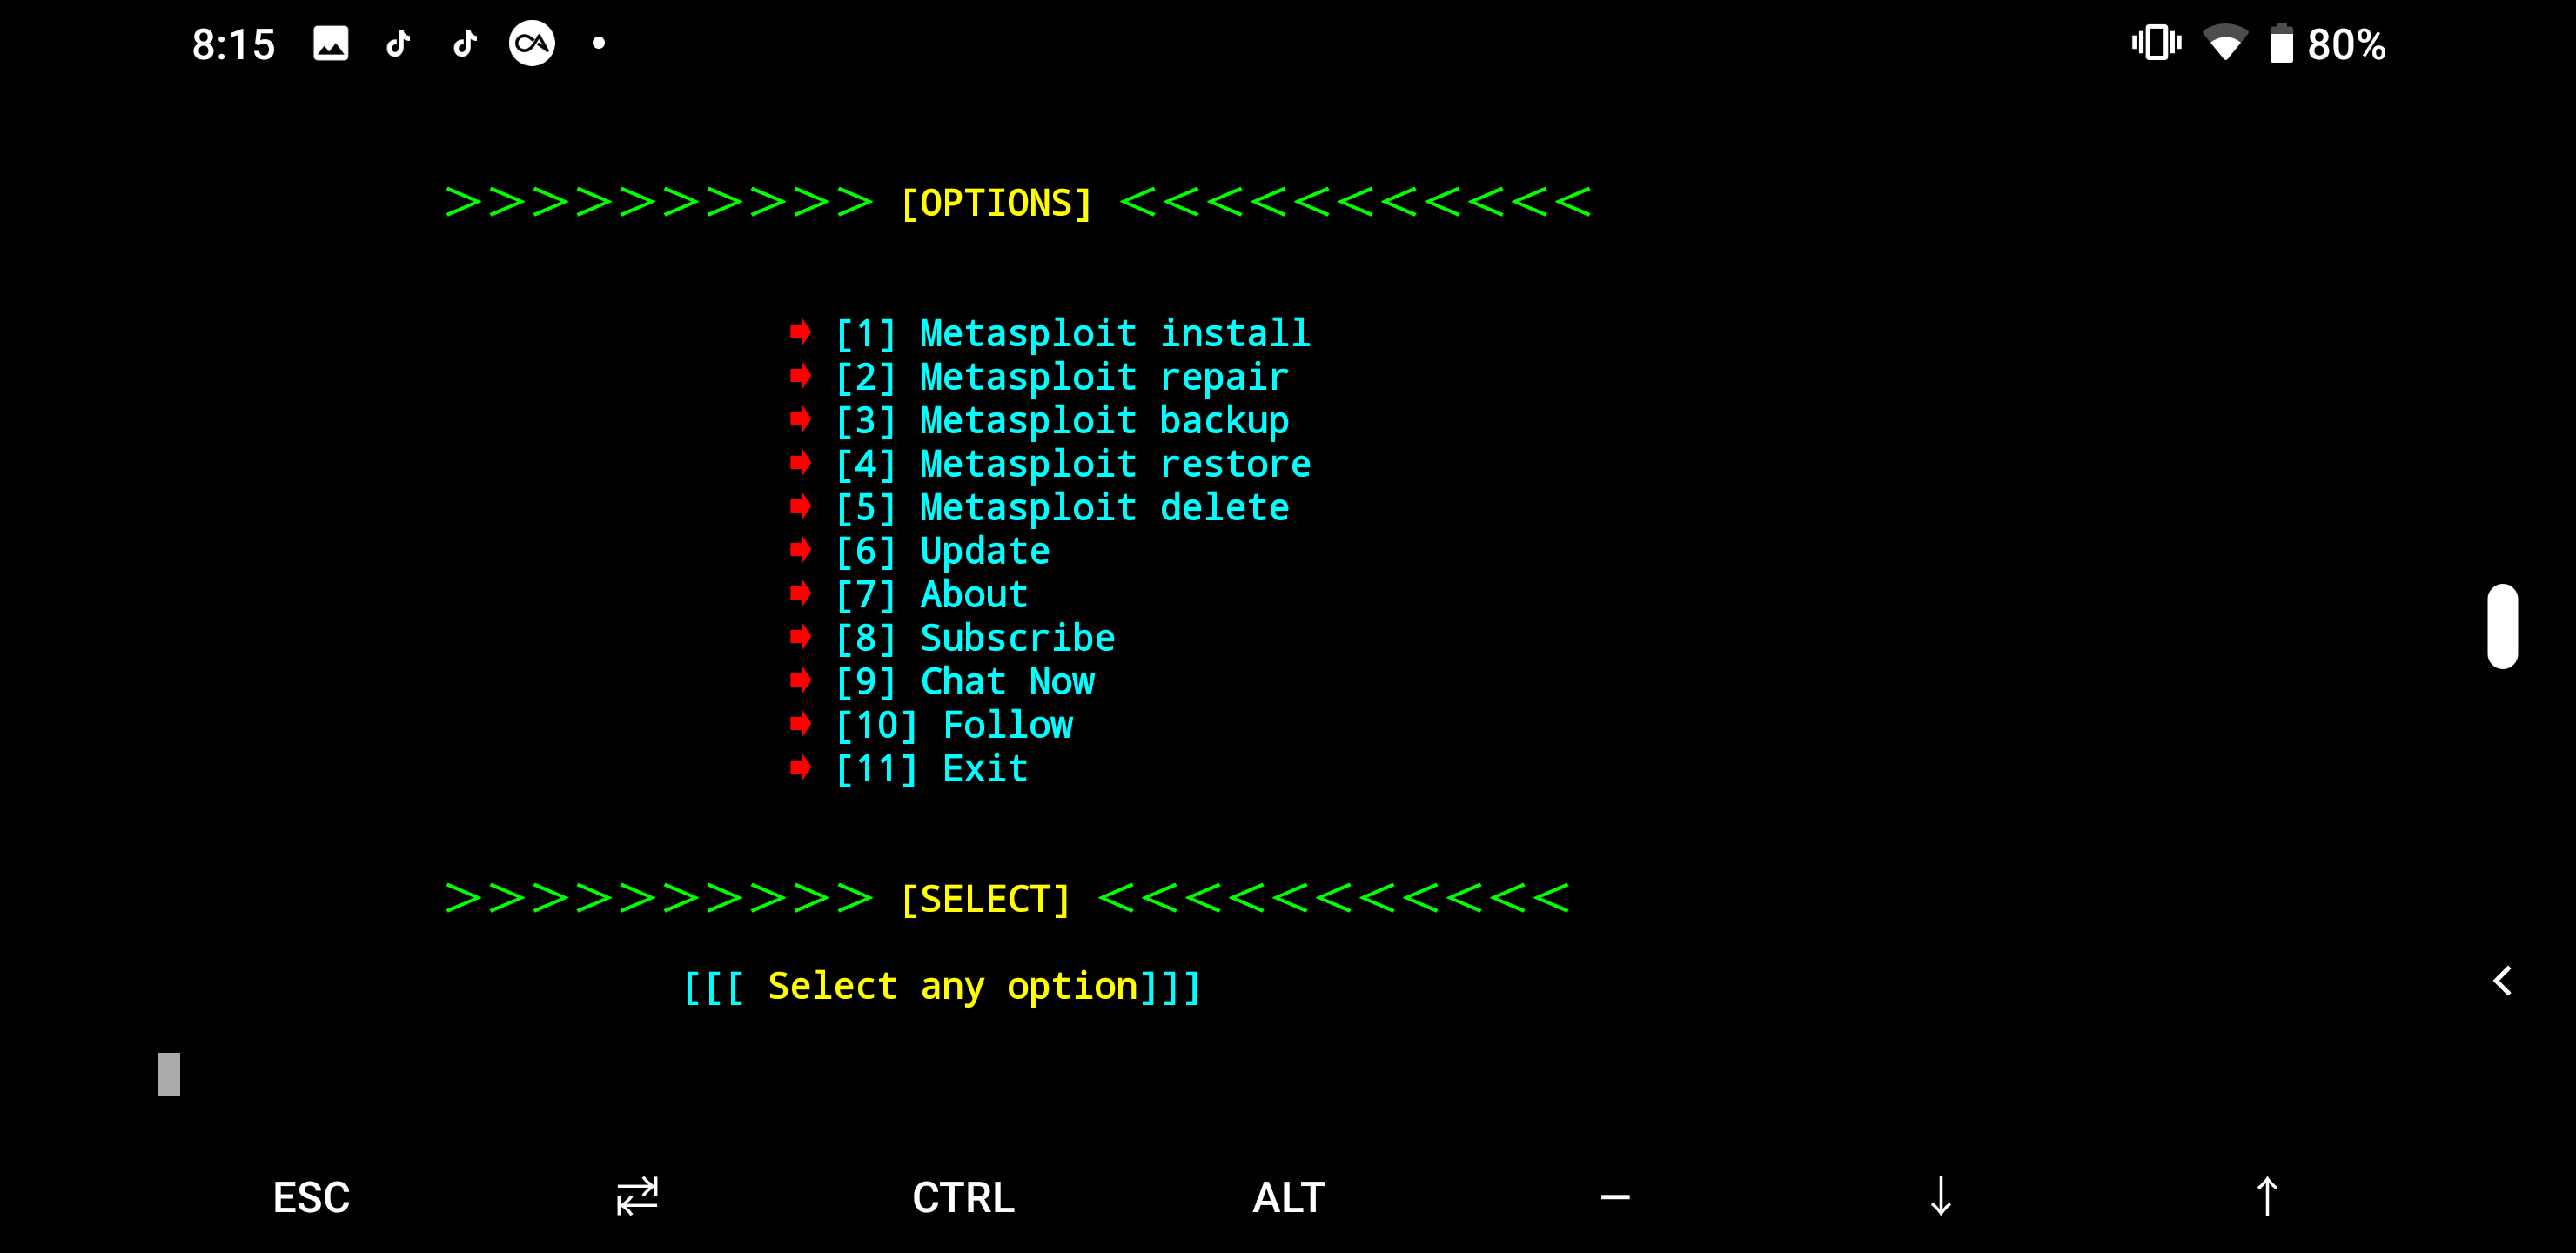 8:15 80%
>>>>>>>>>> [OPTIONS] <<<<<<<<<<<
[1] Metasploit install
[2] Metasploit repair
[3] Metasploit backup
[4] Metasploit restore
[5] Metasploit delete
[6] Update
[7] About
[8] Subscribe
[9] Chat Now
[10] Follow
[11] Exit
>>>>>>>>>> [SELECT] <<<<<<<<<<<
[[[ Select any option]]]
ESC ⇄ CTRL ALT — ↓ ↑